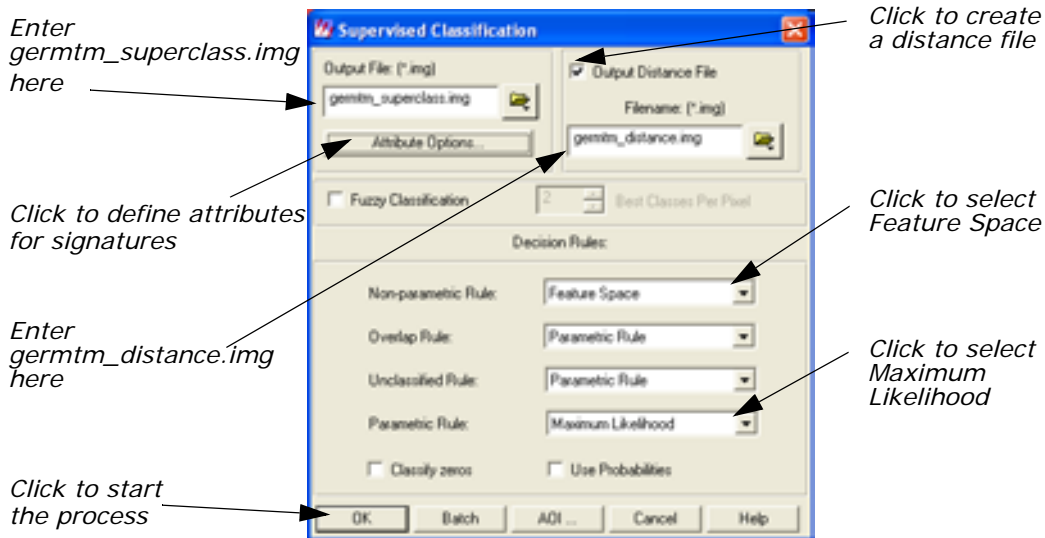 Enter
germtm_superclass.img
here
Click to define attributes
for signatures
Enter
germtm_distance.img
here
Click to start
the process
Supervised Classification
Output File: (*.img)
germtm_superclass.img
Attribute Options...
Output Distance File
Filename: (*.img)
germtm_distance.img
Fuzzy Classification
2
Best Classes Per Pixel
Decision Rules:
Non-parametric Rule:
Feature Space
Overlap Rule:
Parametric Rule
Unclassified Rule:
Parametric Rule
Parametric Rule:
Maximum Likelihood
Classify zeros
Use Probabilities
OK
Batch
AOI ...
Cancel
Help
Click to create
a distance file
Click to select
Feature Space
Click to select
Maximum
Likelihood